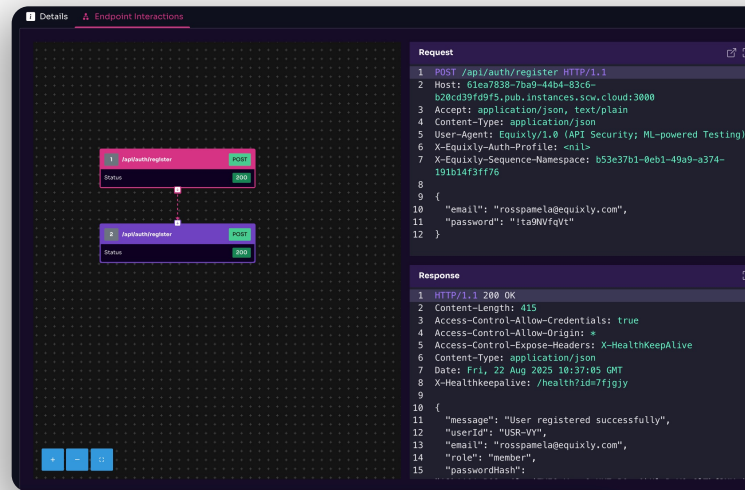 Details
Endpoint Interactions
1 /api/auth/register POST
Status 200
2 /api/auth/register POST
Status 200
Request
1 POST /api/auth/register HTTP/1.1
2 Host: 61ea7838-7ba9-44b4-83c6-
b20cd39fd9f5.pub.instances.scw.cloud:3000
3 Accept: application/json, text/plain
4 Content-Type: application/json
5 User-Agent: Equixly/1.0 (API Security; ML-powered Testing)
6 X-Equixly-Auth-Profile: <nil>
7 X-Equixly-Sequence-Namespace: b53e37b1-0eb1-49a9-a374-
191b14f3ff76
8
9 {
10 "email": "rosspamela@equixly.com",
11 "password": "!ta9NVfqVt"
12 }
Response
1 HTTP/1.1 200 OK
2 Content-Length: 415
3 Access-Control-Allow-Credentials: true
4 Access-Control-Allow-Origin: *
5 Access-Control-Expose-Headers: X-HealthKeepAlive
6 Content-Type: application/json
7 Date: Fri, 22 Aug 2025 10:37:05 GMT
8 X-Healthkeepalive: /health?id=7fjgjy
9
10 {
11 "message": "User registered successfully",
12 "userId": "USR-VY",
13 "email": "rosspamela@equixly.com",
14 "role": "member",
15 "passwordHash":